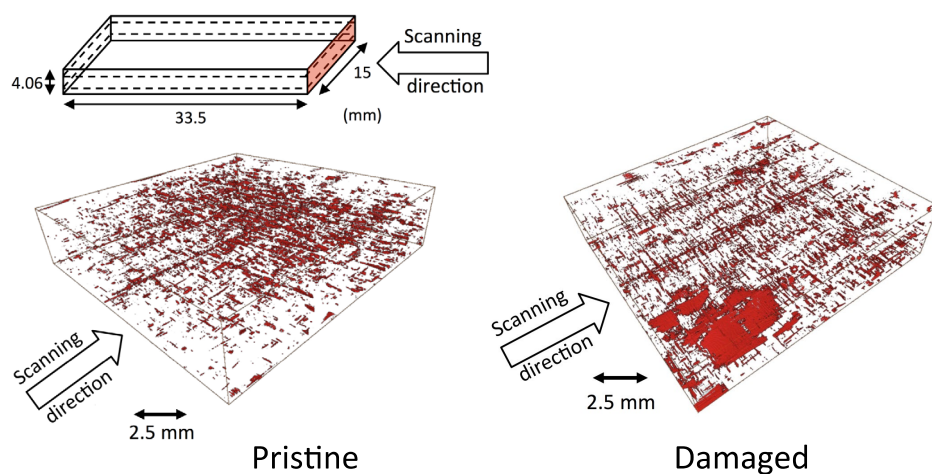 Scanning
direction
4.06
15
33.5
(mm)
Scanning
direction
2.5 mm
Pristine
Scanning
direction
2.5 mm
Damaged